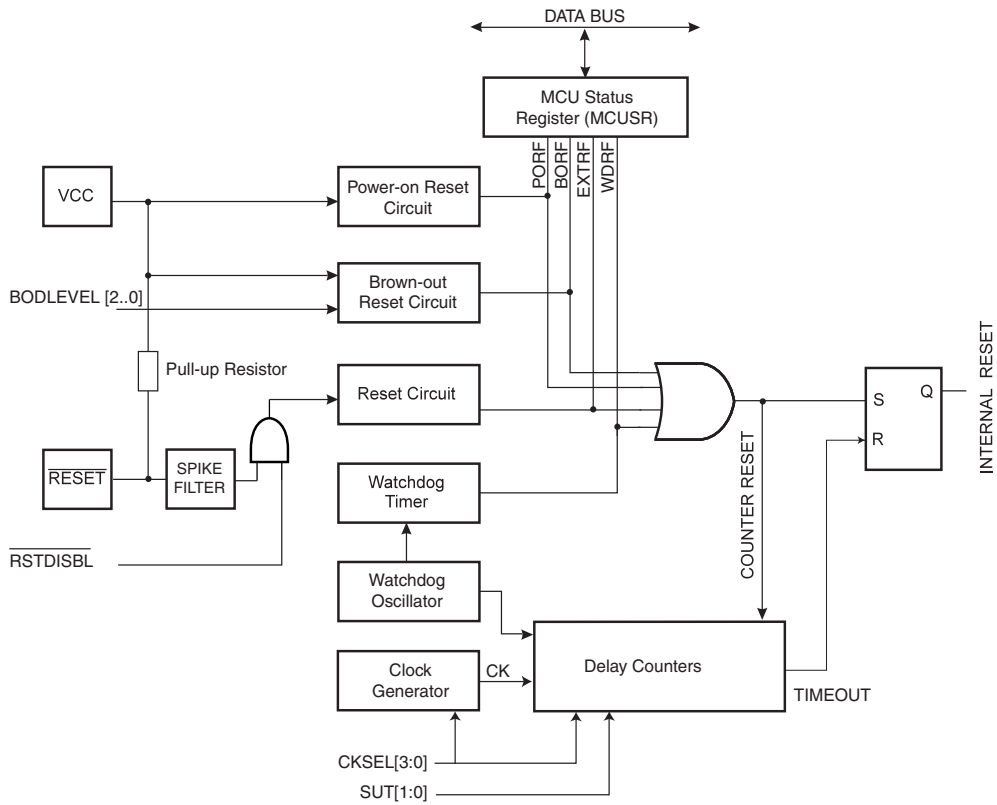 DATA BUS
MCU Status
Register (MCUSR)
PORF
BORF
EXTRF
WDRF
VCC
Power-on Reset
Circuit
BODLEVEL [2..0]
Brown-out
Reset Circuit
Pull-up Resistor
Reset Circuit
S
Q
R
INTERNAL RESET
RESET
SPIKE
FILTER
Watchdog
Timer
COUNTER RESET
RSTDISBL
Watchdog
Oscillator
Clock
Generator
CK
Delay Counters
TIMEOUT
CKSEL[3:0]
SUT[1:0]